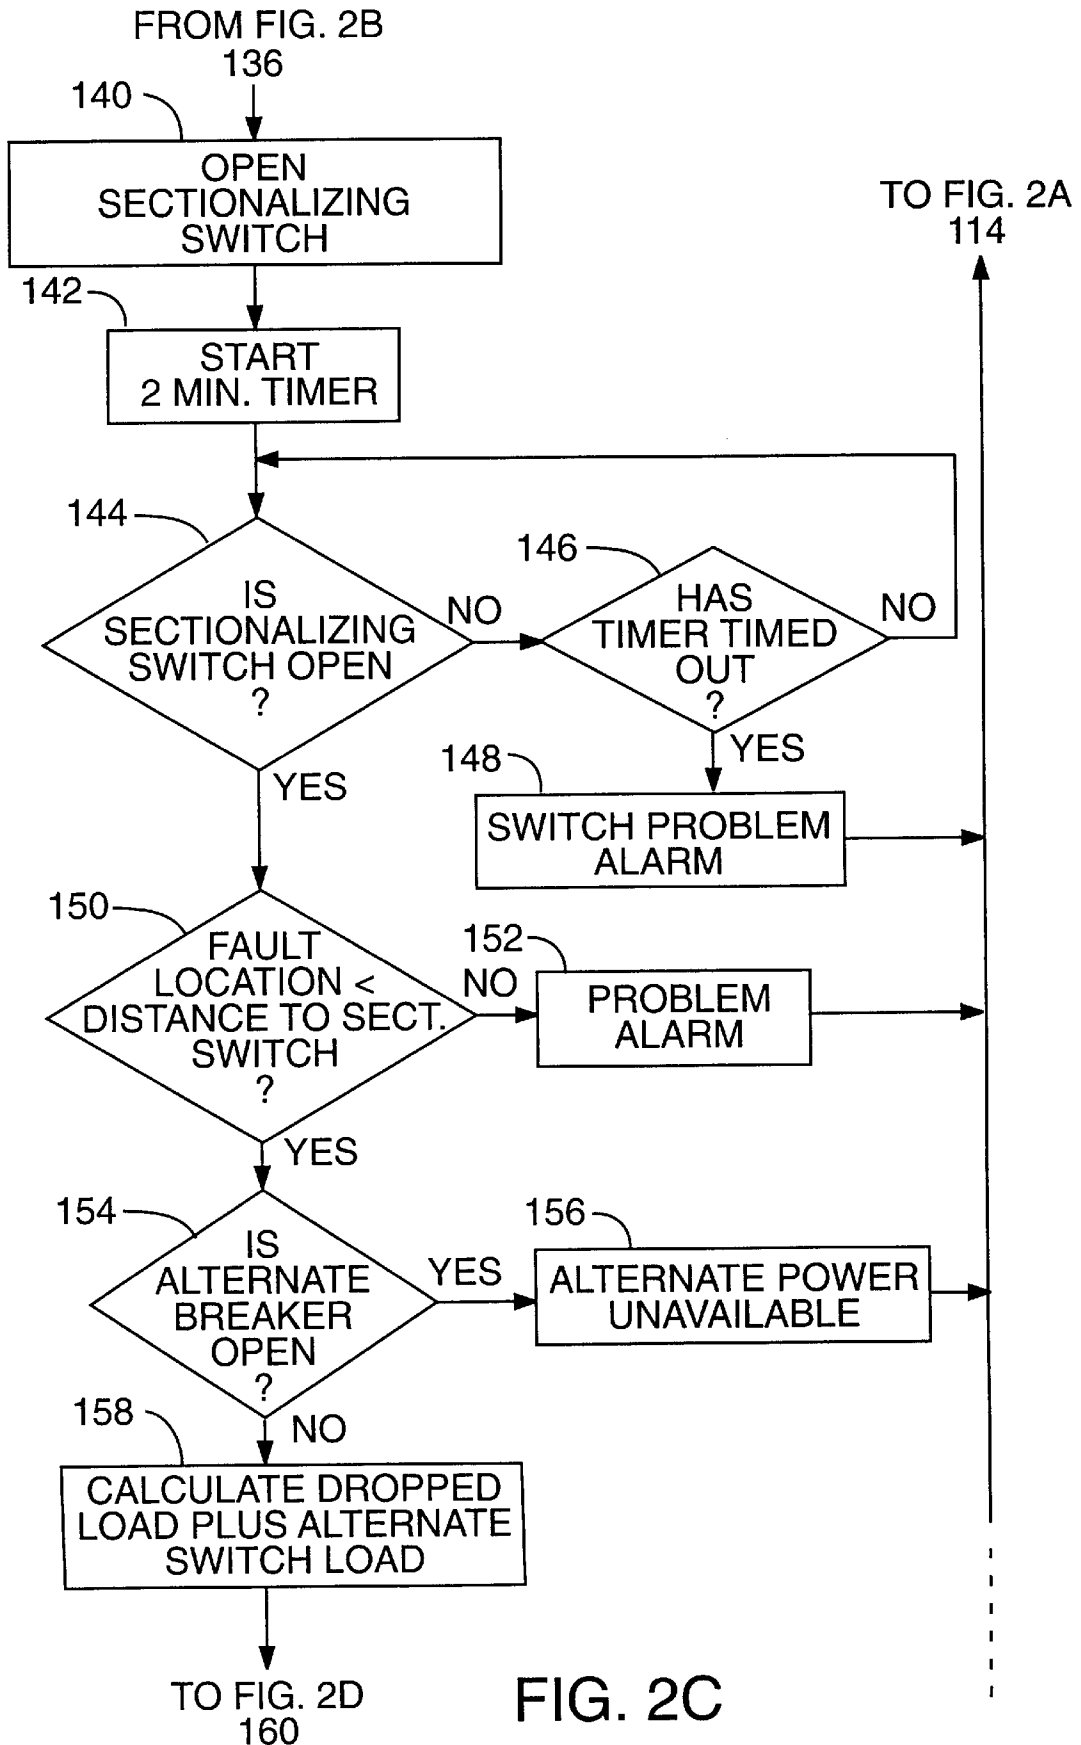 FROM FIG. 2B
136
140
OPEN
SECTIONALIZING
SWITCH
TO FIG. 2A
114
142
START
2 MIN. TIMER
144
IS
SECTIONALIZING
SWITCH OPEN
?
NO
146
HAS
TIMER TIMED
OUT
?
NO
YES
YES
148
SWITCH PROBLEM
ALARM
150
FAULT
LOCATION <
DISTANCE TO SECT.
SWITCH
?
NO
152
PROBLEM
ALARM
YES
154
IS
ALTERNATE
BREAKER
OPEN
?
YES
156
ALTERNATE POWER
UNAVAILABLE
NO
158
CALCULATE DROPPED
LOAD PLUS ALTERNATE
SWITCH LOAD
TO FIG. 2D
160
FIG. 2C